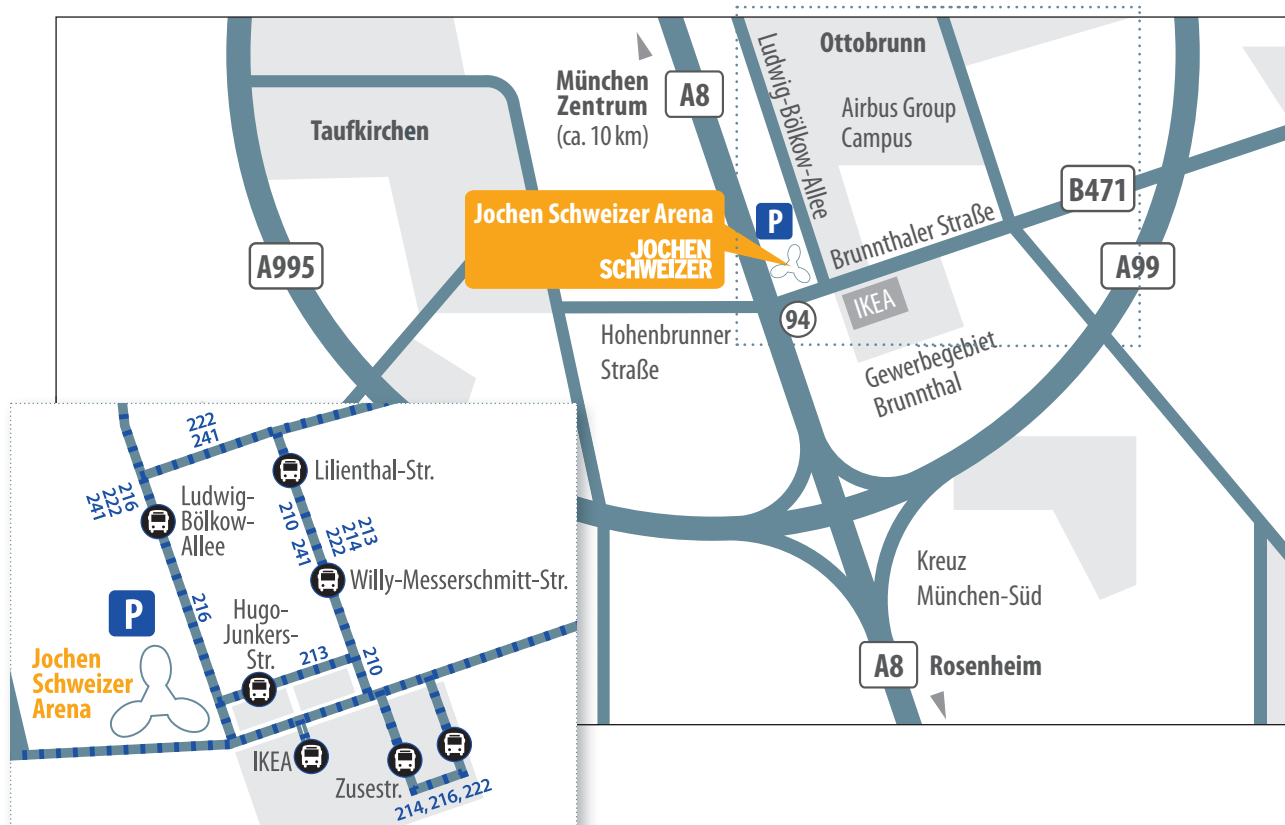 Ottobrunn
München
Zentrum
(ca. 10 km)
A8
Ludwig-Bölkow-Allee
Airbus Group
Campus
Taufkirchen
B471
Jochen Schweizer Arena
JOCHEN
SCHWEIZER
P
Brunnthaler Straße
A995
A99
IKEA
94
Hohenbrunner
Straße
Gewerbegebiet
Brunnthal
Kreuz
München-Süd
A8
Rosenheim
222
241
Lilienthal-Str.
216
222
241
Ludwig-
Bölkow-
Allee
210
241
213
214
222
Willy-Messerschmitt-Str.
P
216
Hugo-
Junkers-
Str.
213
210
Jochen
Schweizer
Arena
IKEA
Zusestr.
214, 216, 222